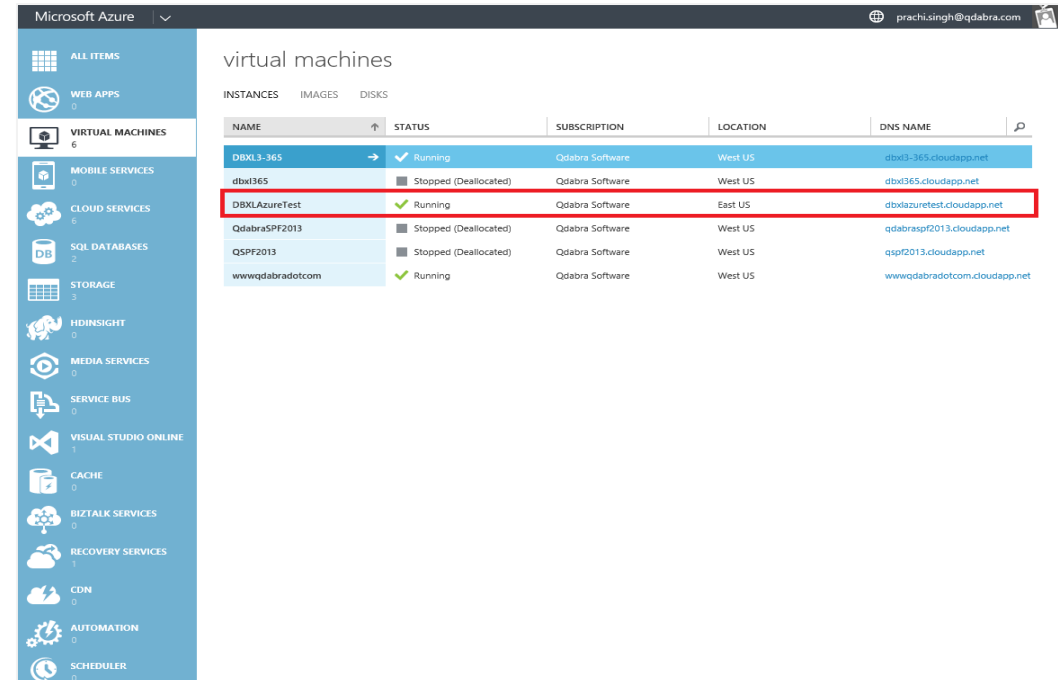 Microsoft Azure
prachi.singh@qdabra.com
ALL ITEMS
WEB APPS
0
VIRTUAL MACHINES
6
MOBILE SERVICES
0
CLOUD SERVICES
6
SQL DATABASES
2
DB
STORAGE
3
HDINSIGHT
0
MEDIA SERVICES
0
SERVICE BUS
0
VISUAL STUDIO ONLINE
1
CACHE
0
BIZTALK SERVICES
0
RECOVERY SERVICES
1
CDN
0
AUTOMATION
0
SCHEDULER
0
virtual machines
INSTANCES IMAGES DISKS
NAME STATUS SUBSCRIPTION LOCATION DNS NAME
DBXL3-365 Running Qdabra Software West US dbxl3-365.cloudapp.net
dbxl365 Stopped (Deallocated) Qdabra Software West US dbxl365.cloudapp.net
DBXLAzureTest Running Qdabra Software East US dbxlazuretest.cloudapp.net
QdabraSPF2013 Stopped (Deallocated) Qdabra Software West US qdabraspf2013.cloudapp.net
QSPF2013 Stopped (Deallocated) Qdabra Software West US qspf2013.cloudapp.net
wwwqdabradotcom Running Qdabra Software West US wwwqdabradotcom.cloudapp.net